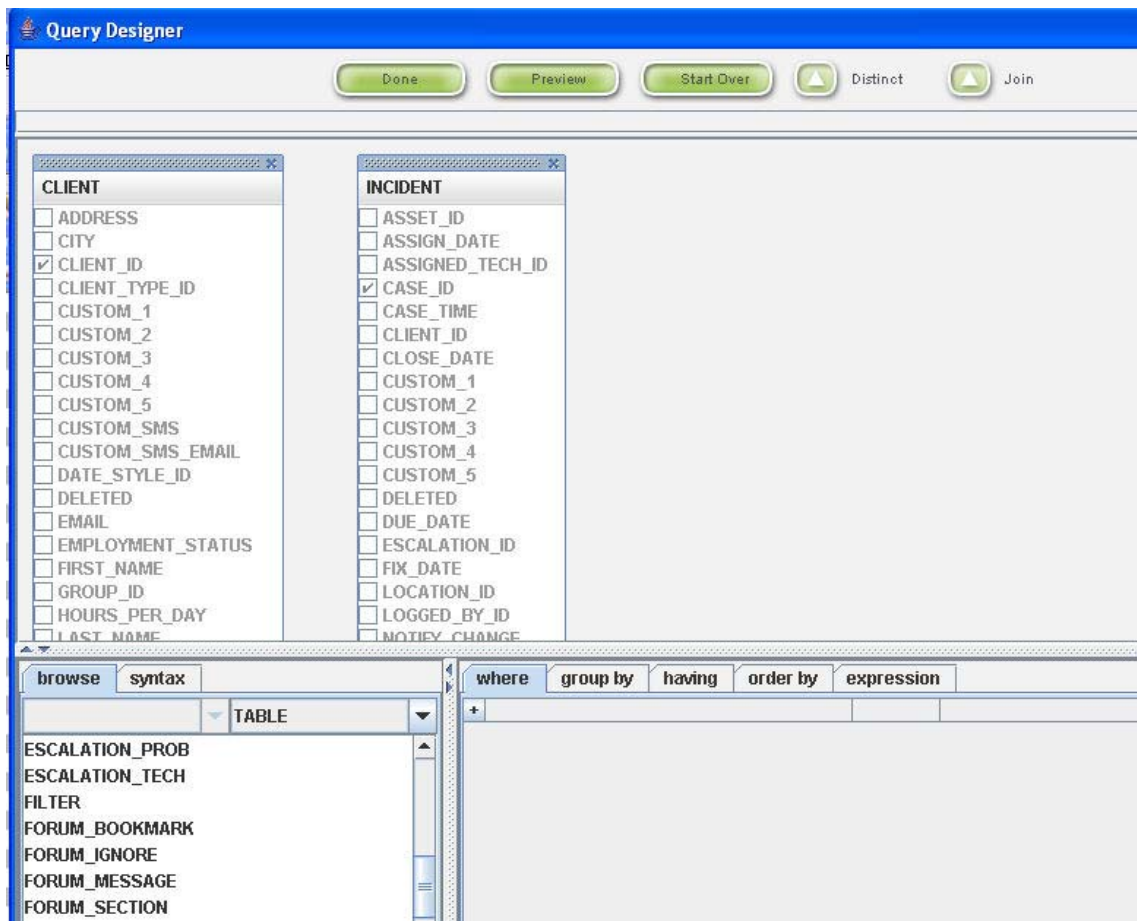 Query Designer
Done Preview Start Over Distinct Join
CLIENT
ADDRESS
CITY
CLIENT_ID
CLIENT_TYPE_ID
CUSTOM_1
CUSTOM_2
CUSTOM_3
CUSTOM_4
CUSTOM_5
CUSTOM_SMS
CUSTOM_SMS_EMAIL
DATE_STYLE_ID
DELETED
EMAIL
EMPLOYMENT_STATUS
FIRST_NAME
GROUP_ID
HOURS_PER_DAY
LAST_NAME
INCIDENT
ASSET_ID
ASSIGN_DATE
ASSIGNED_TECH_ID
CASE_ID
CASE_TIME
CLIENT_ID
CLOSE_DATE
CUSTOM_1
CUSTOM_2
CUSTOM_3
CUSTOM_4
CUSTOM_5
DELETED
DUE_DATE
ESCALATION_ID
FIX_DATE
LOCATION_ID
LOGGED_BY_ID
NOTIFY_CHANGE
browse syntax
TABLE
ESCALATION_PROB
ESCALATION_TECH
FILTER
FORUM_BOOKMARK
FORUM_IGNORE
FORUM_MESSAGE
FORUM_SECTION
where group by having order by expression
+